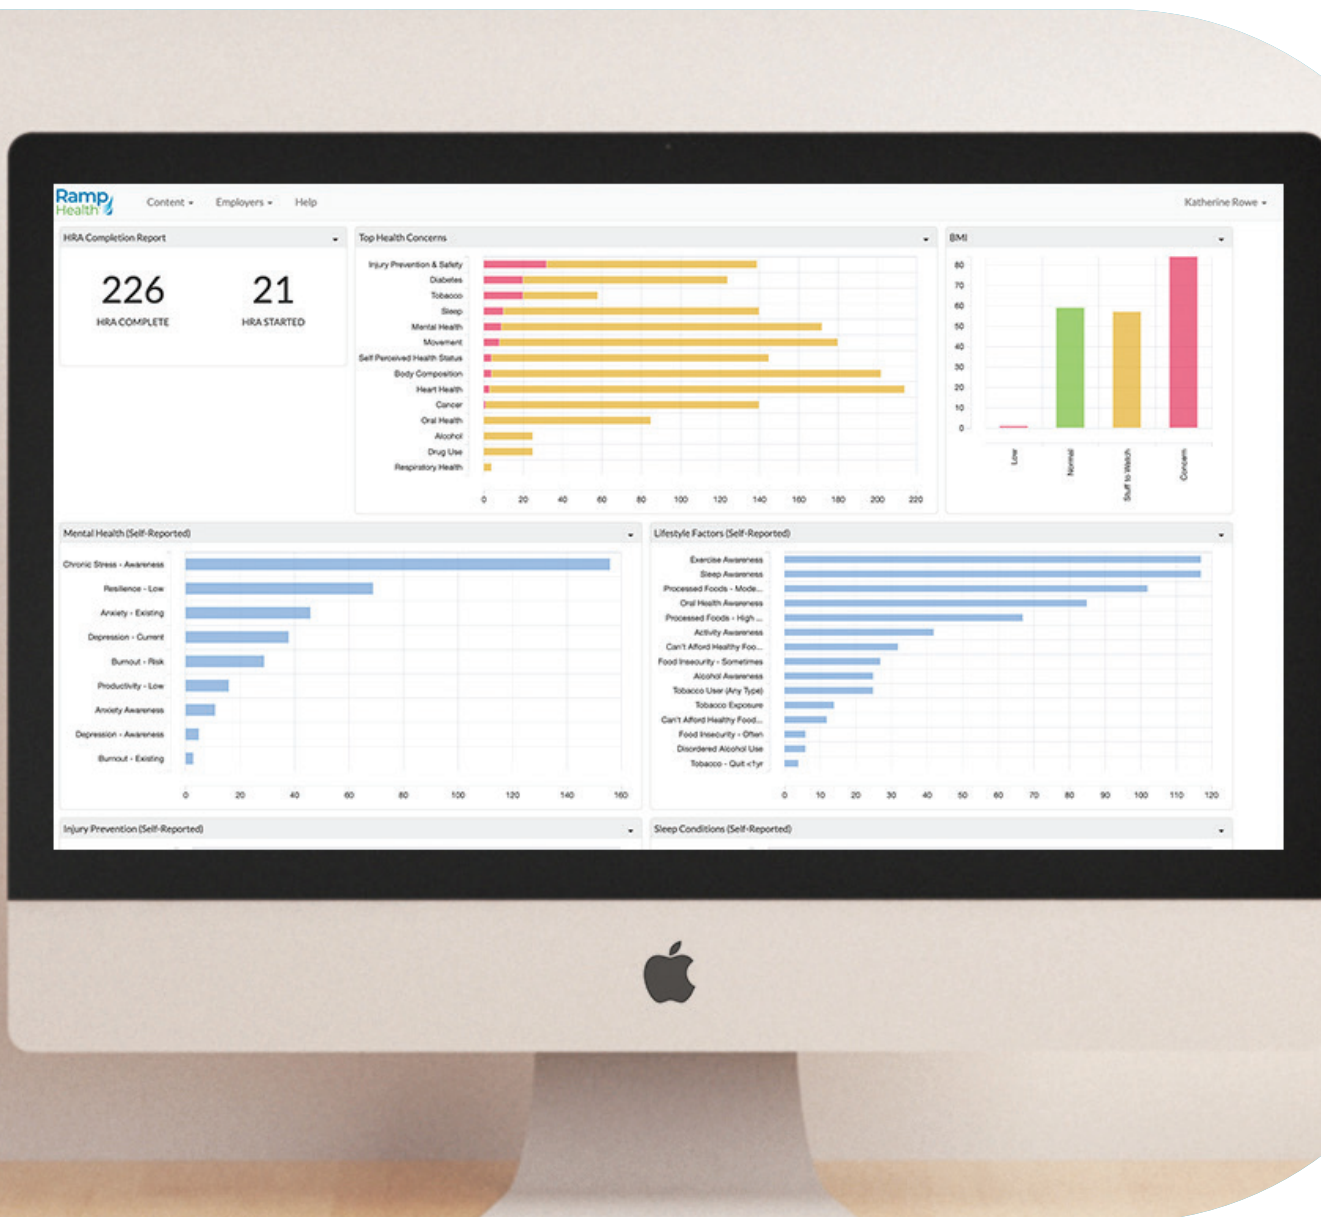 Ramp
Health
Content
Employers
Help
Katherine Rowe
HRA Completion Report
226
HRA COMPLETE
21
HRA STARTED
Top Health Concerns
Injury Prevention & Safety
Diabetes
Tobacco
Sleep
Mental Health
Movement
Self Perceived Health Status
Body Composition
Heart Health
Cancer
Oral Health
Alcohol
Drug Use
Respiratory Health
0 20 40 60 80 100 120 140 160 180 200 220
BMI
80
70
60
50
40
30
20
10
0
Low
Normal
Stuff to Watch
Concern
Mental Health (Self-Reported)
Chronic Stress - Awareness
Resilience - Low
Anxiety - Existing
Depression - Current
Burnout - Risk
Productivity - Low
Anxiety Awareness
Depression - Awareness
Burnout - Existing
0 20 40 60 80 100 120 140 160
Lifestyle Factors (Self-Reported)
Exercise Awareness
Sleep Awareness
Processed Foods - Mode...
Oral Health Awareness
Processed Foods - High ...
Activity Awareness
Can't Afford Healthy Foo...
Food Insecurity - Sometimes
Alcohol Awareness
Tobacco User (Any Type)
Tobacco Exposure
Can't Afford Healthy Food...
Food Insecurity - Often
Disordered Alcohol Use
Tobacco - Quit <1yr
0 10 20 30 40 50 60 70 80 90 100 110 120
Injury Prevention (Self-Reported)
Sleep Conditions (Self-Reported)